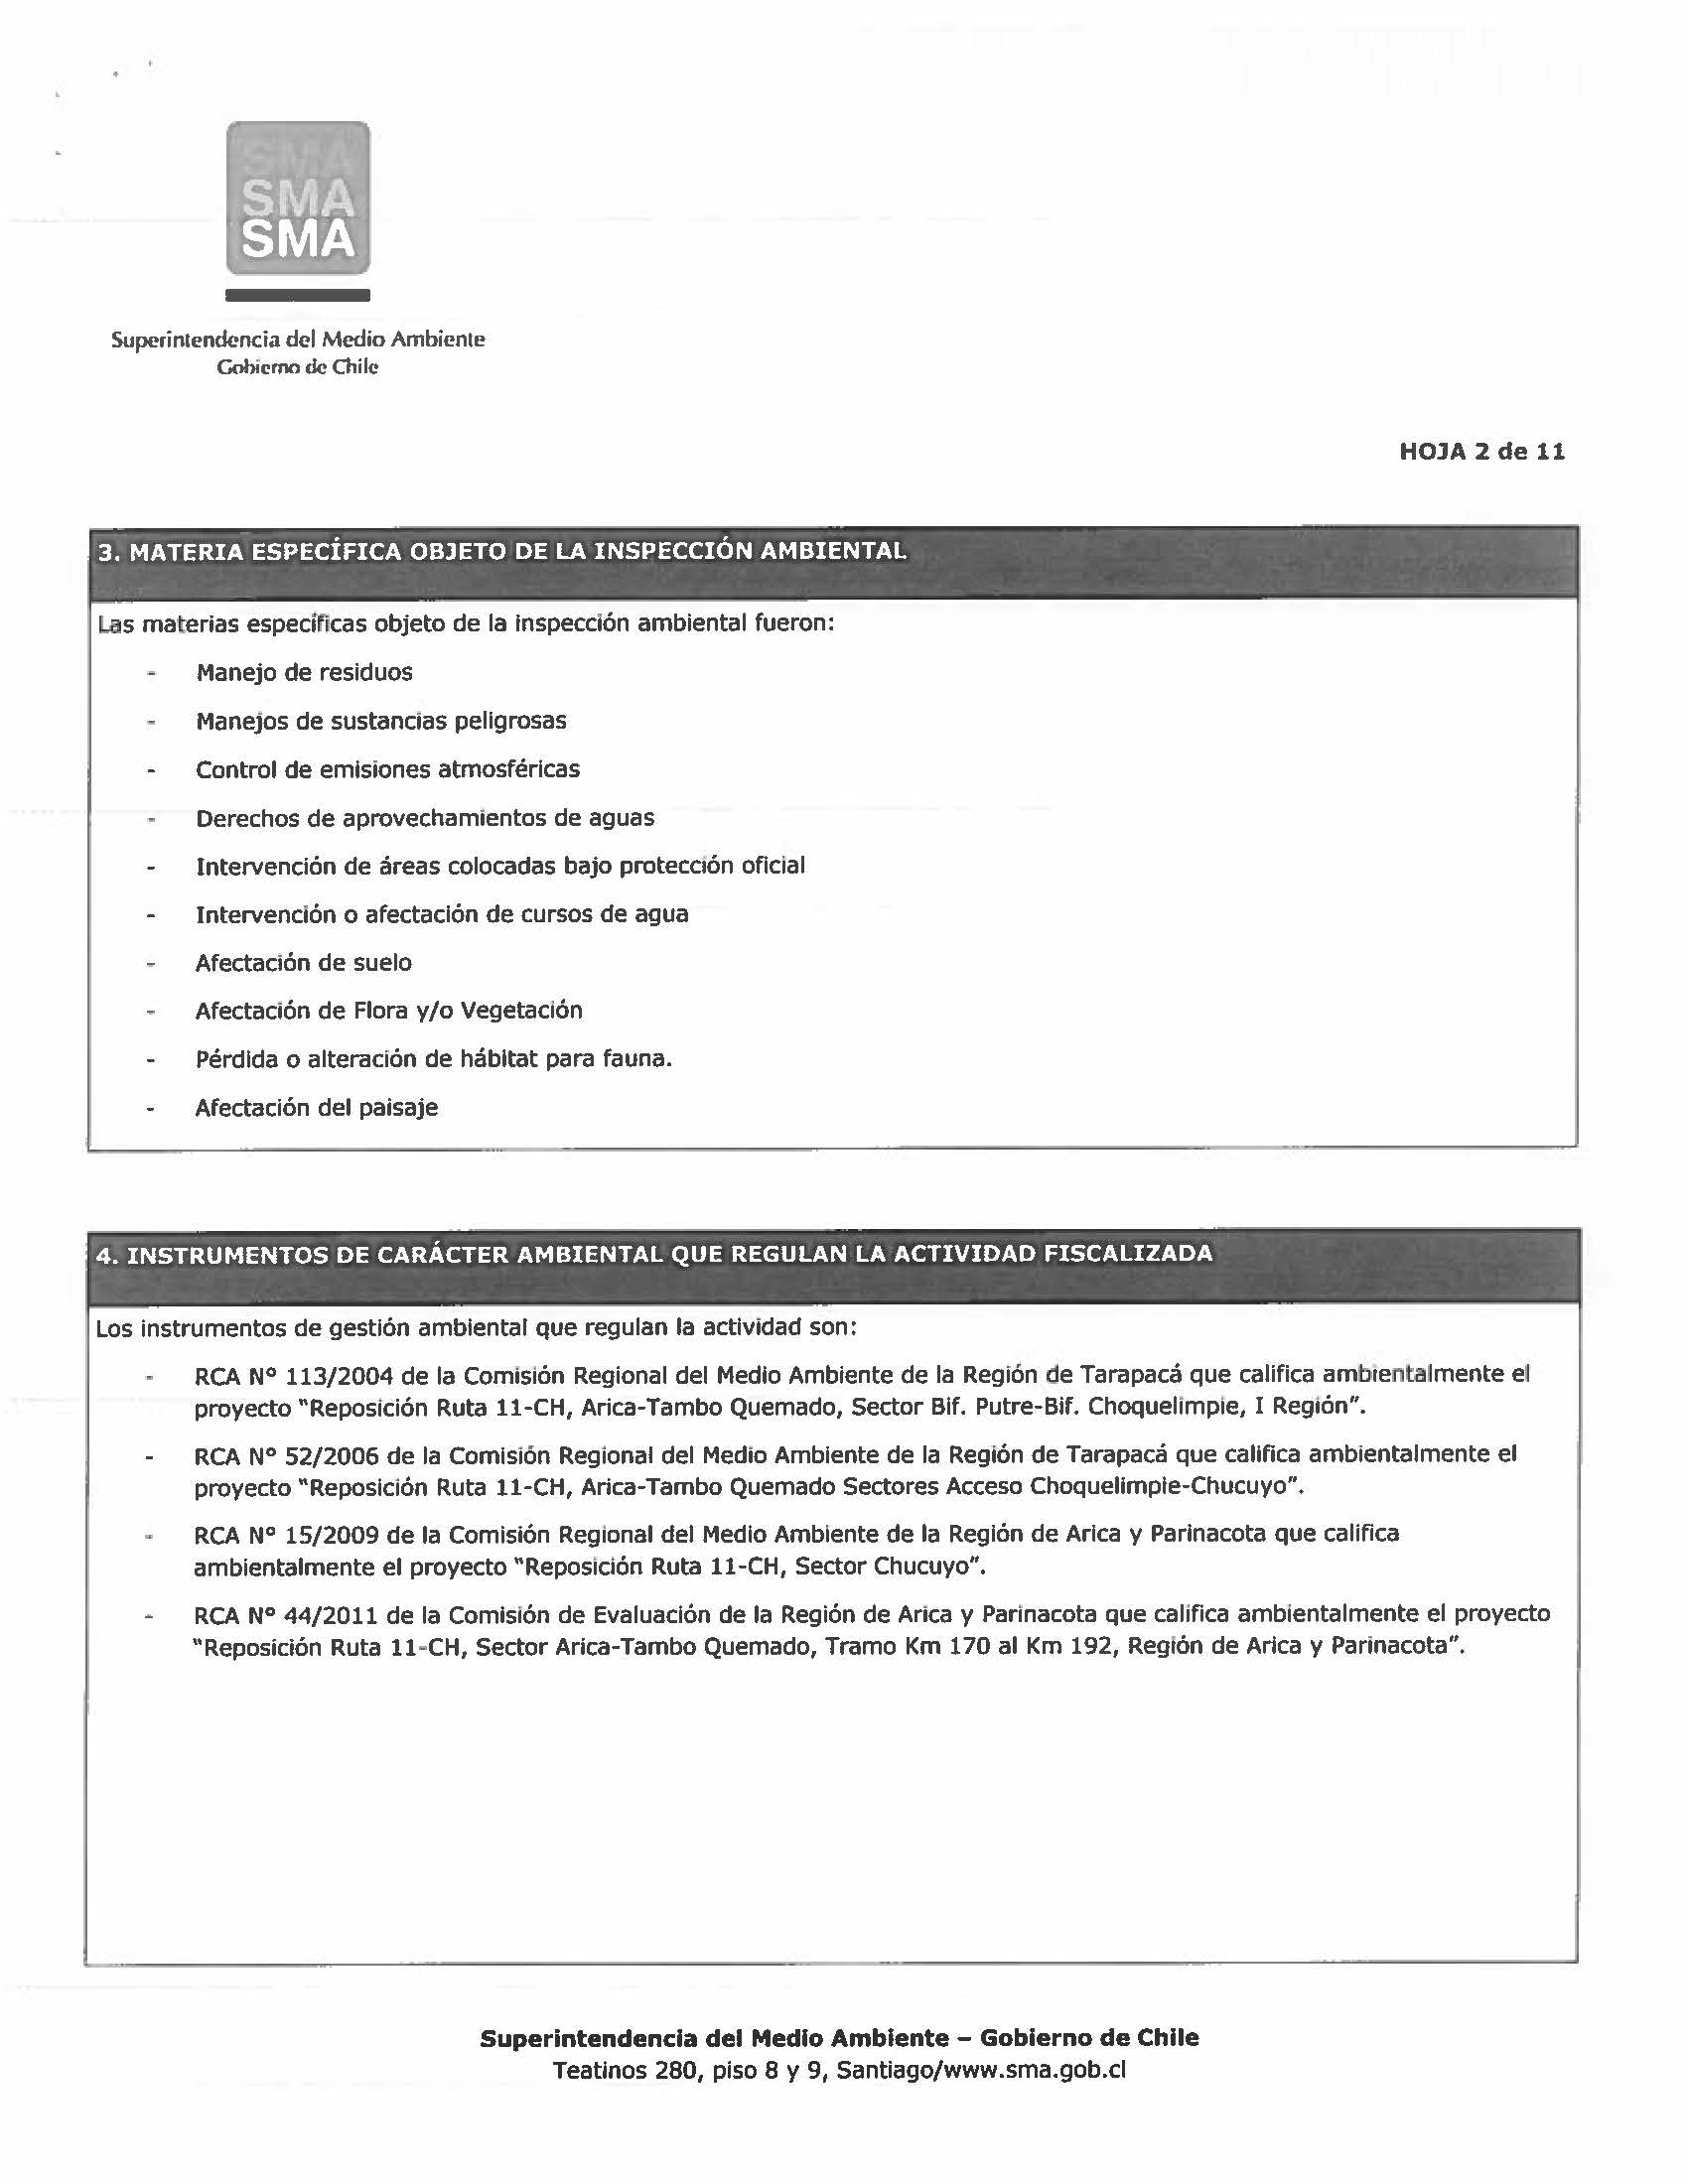 SMA
SMA
SMA
Superintendencia del Medio Ambiente
Gobierno de Chile
HOJA 2 de 11
3. MATERIA ESPECÍFICA OBJETO DE LA INSPECCIÓN AMBIENTAL
Las materias específicas objeto de la inspección ambiental fueron:
- Manejo de residuos
- Manejos de sustancias peligrosas
- Control de emisiones atmosféricas
- Derechos de aprovechamientos de aguas
- Intervención de áreas colocadas bajo protección oficial
- Intervención o afectación de cursos de agua
- Afectación de suelo
- Afectación de Flora y/o Vegetación
- Pérdida o alteración de hábitat para fauna.
- Afectación del paisaje
4. INSTRUMENTOS DE CARÁCTER AMBIENTAL QUE REGULAN LA ACTIVIDAD FISCALIZADA
Los instrumentos de gestión ambiental que regulan la actividad son:
- RCA Nº 113/2004 de la Comisión Regional del Medio Ambiente de la Región de Tarapacá que califica ambientalmente el
proyecto "Reposición Ruta 11-CH, Arica-Tambo Quemado, Sector Bif. Putre-Bif. Choquelimpie, I Región".
- RCA Nº 52/2006 de la Comisión Regional del Medio Ambiente de la Región de Tarapacá que califica ambientalmente el
proyecto "Reposición Ruta 11-CH, Arica-Tambo Quemado Sectores Acceso Choquelimpie-Chucuyo".
- RCA Nº 15/2009 de la Comisión Regional del Medio Ambiente de la Región de Arica y Parinacota que califica
ambientalmente el proyecto "Reposición Ruta 11-CH, Sector Chucuyo".
- RCA Nº 44/2011 de la Comisión de Evaluación de la Región de Arica y Parinacota que califica ambientalmente el proyecto
"Reposición Ruta 11-CH, Sector Arica-Tambo Quemado, Tramo Km 170 al Km 192, Región de Arica y Parinacota".
Superintendencia del Medio Ambiente – Gobierno de Chile
Teatinos 280, piso 8 y 9, Santiago/www.sma.gob.cl